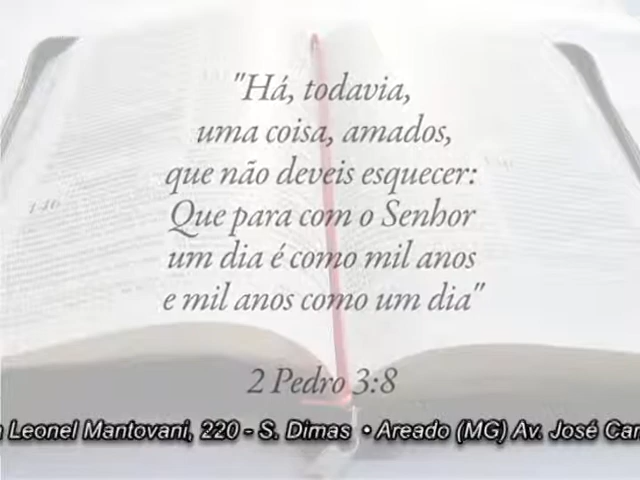 "Há, todavia,
uma coisa, amados,
que não deveis esquecer:
Que para com o Senhor
um dia é como mil anos
e mil anos como um dia"
2 Pedro 3:8
Leonel Mantovani, 220 - S. Dimas • Areado (MG) Av. José